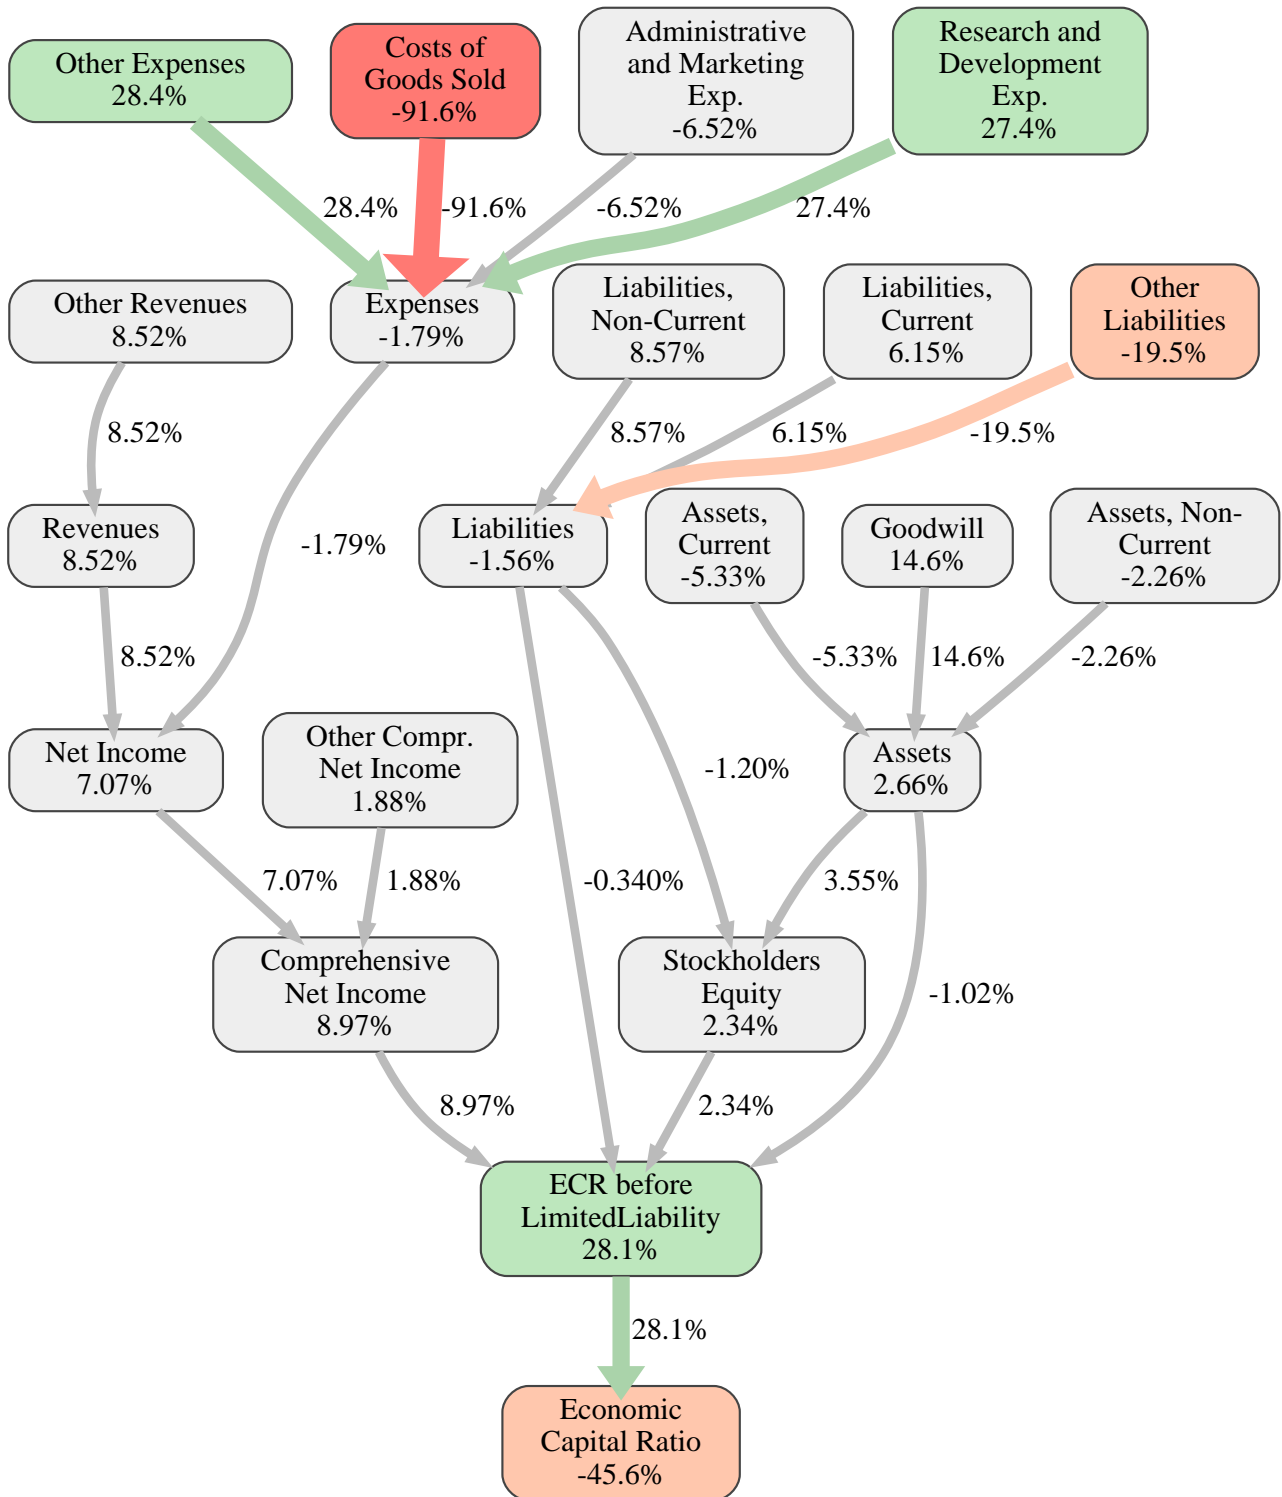 Other Expenses
28.4%
Costs of
Goods Sold
-91.6%
Administrative
and Marketing
Exp.
-6.52%
Research and
Development
Exp.
27.4%
28.4%
-91.6%
-6.52%
27.4%
Other Revenues
8.52%
Expenses
-1.79%
Liabilities,
Non-Current
8.57%
Liabilities,
Current
6.15%
Other
Liabilities
-19.5%
8.52%
8.57%
6.15%
-19.5%
-1.79%
Revenues
8.52%
Liabilities
-1.56%
Assets,
Current
-5.33%
Goodwill
14.6%
Assets, Non-
Current
-2.26%
8.52%
-5.33%
14.6%
-2.26%
Net Income
7.07%
Other Compr.
Net Income
1.88%
-1.20%
Assets
2.66%
7.07%
1.88%
-0.340%
3.55%
Comprehensive
Net Income
8.97%
Stockholders
Equity
2.34%
-1.02%
8.97%
2.34%
ECR before
LimitedLiability
28.1%
28.1%
Economic
Capital Ratio
-45.6%